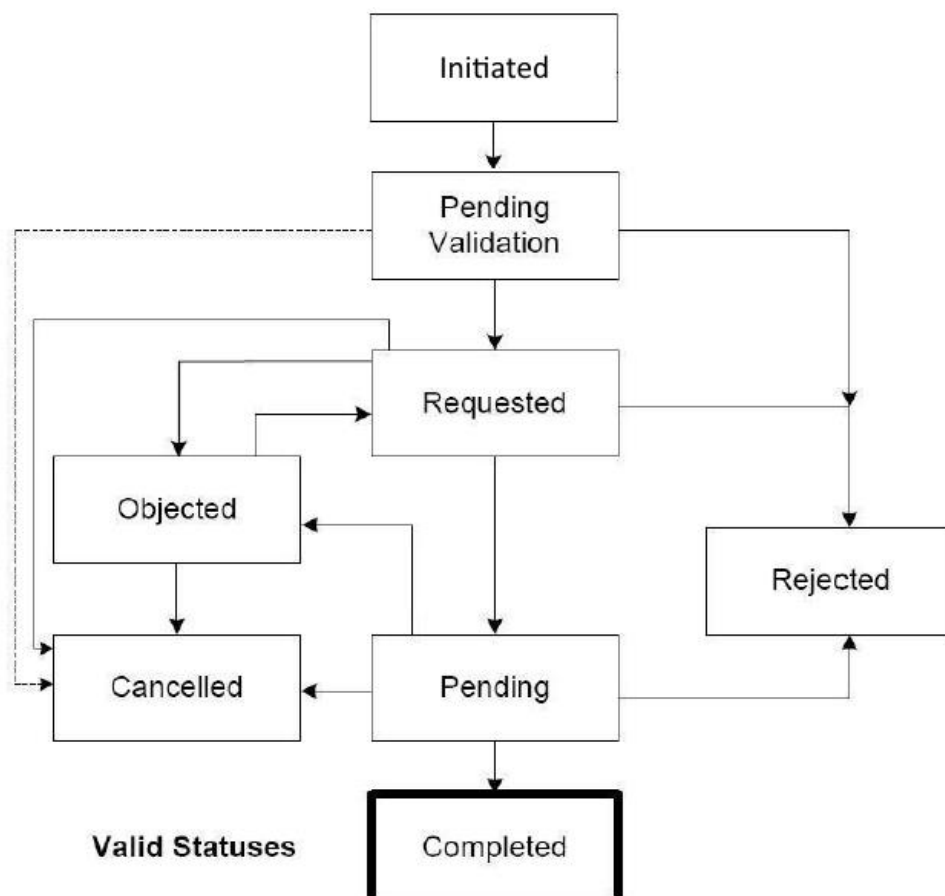 Initiated
Pending
Validation
Requested
Objected
Rejected
Cancelled
Pending
Valid Statuses
Completed